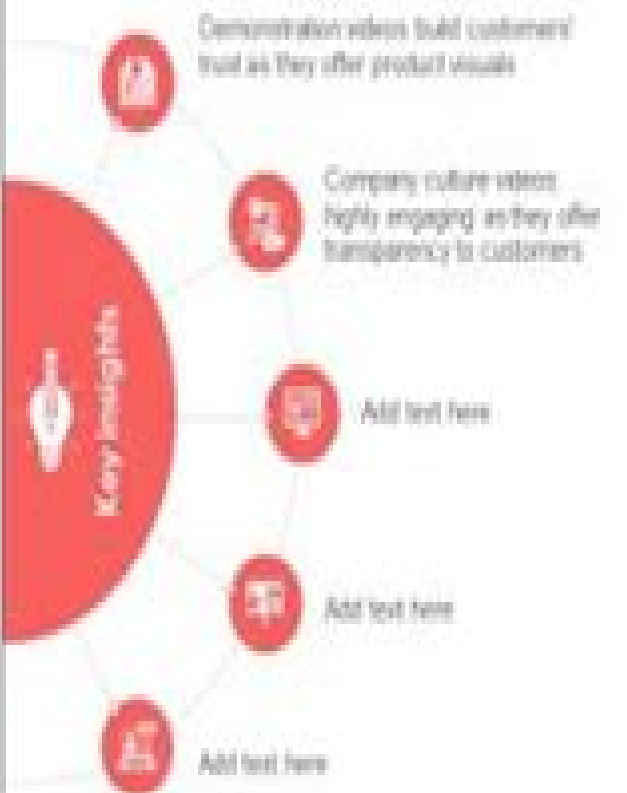 Demonstration videos build customers'
trust as they offer product visuals
Company culture videos
highly engaging as they offer
transparency to customers
Key insights
Add text here
Add text here
Add text here